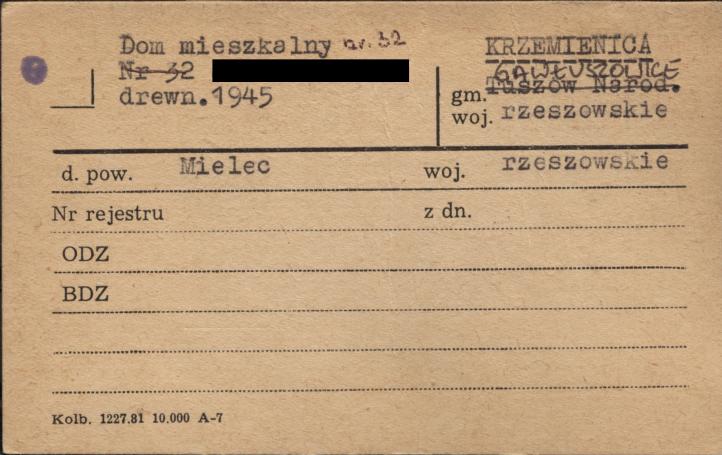 Dom mieszkalny nr. 32
Nr 32
drewn. 1945
KRZEMIENICA
GAWŁUSZOWICE
gm. Tuszów Narod.
woj. rzeszowskie
d. pow. Mielec woj. rzeszowskie
Nr rejestru z dn.
ODZ
BDZ
Kolb. 1227.81 10.000 A-7